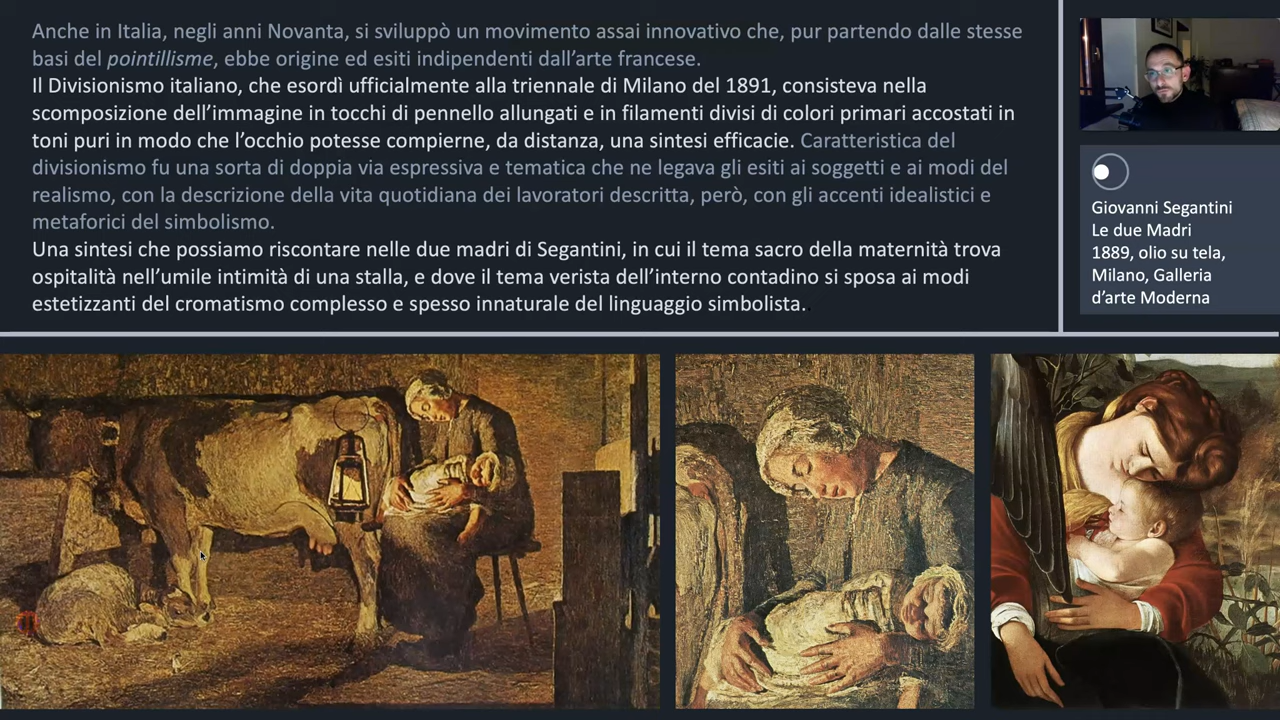 Anche in Italia, negli anni Novanta, si sviluppò un movimento assai innovativo che, pur partendo dalle stesse
basi del pointillisme, ebbe origine ed esiti indipendenti dall’arte francese.
Il Divisionismo italiano, che esordì ufficialmente alla triennale di Milano del 1891, consisteva nella
scomposizione dell’immagine in tocchi di pennello allungati e in filamenti divisi di colori primari accostati in
toni puri in modo che l’occhio potesse compierne, da distanza, una sintesi efficacie. Caratteristica del
divisionismo fu una sorta di doppia via espressiva e tematica che ne legava gli esiti ai soggetti e ai modi del
realismo, con la descrizione della vita quotidiana dei lavoratori descritta, però, con gli accenti idealistici e
metaforici del simbolismo.
Una sintesi che possiamo riscontare nelle due madri di Segantini, in cui il tema sacro della maternità trova
ospitalità nell’umile intimità di una stalla, e dove il tema verista dell’interno contadino si sposa ai modi
estetizzanti del cromatismo complesso e spesso innaturale del linguaggio simbolista.
Giovanni Segantini
Le due Madri
1889, olio su tela,
Milano, Galleria
d’arte Moderna